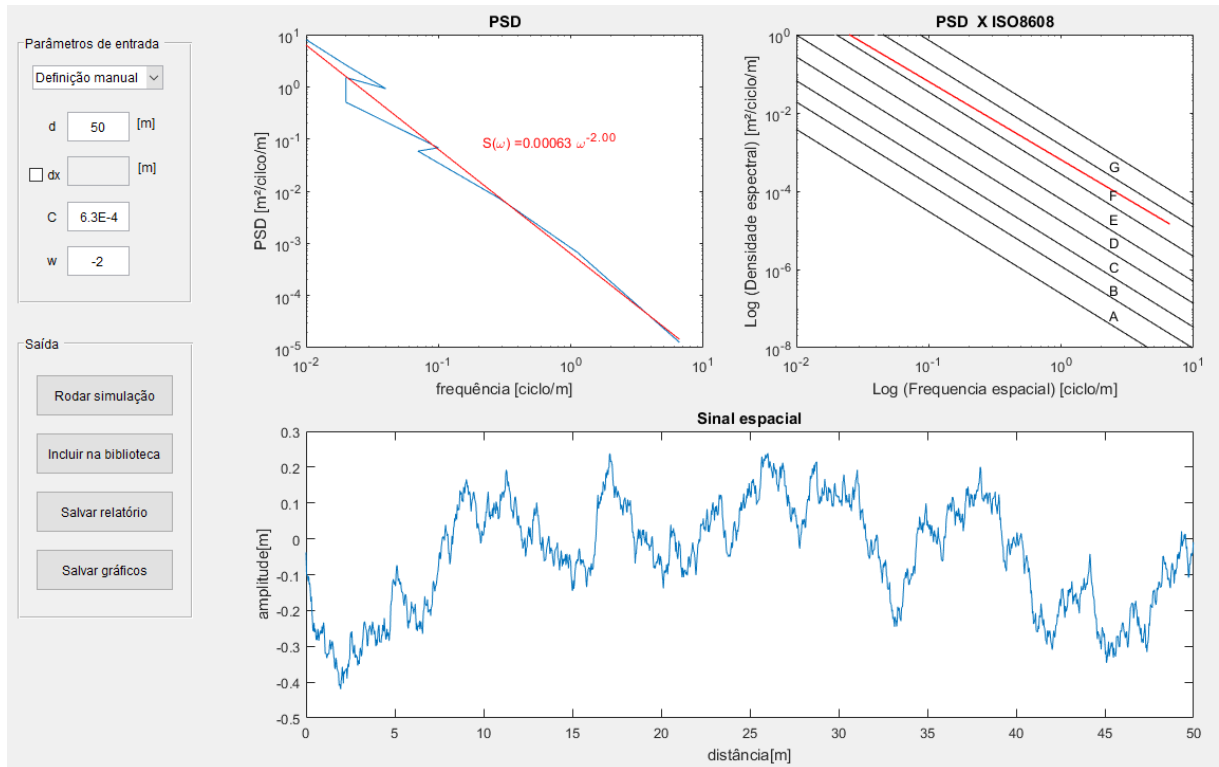 Parâmetros de entrada
Definição manual
d 50 [m]
dx [m]
C 6.3E-4
w -2
Saída
Rodar simulação
Incluir na biblioteca
Salvar relatório
Salvar gráficos
PSD
PSD [m²/cilco/m]
10^1
10^0
10^-1
10^-2
10^-3
10^-4
10^-5
S(ω) =0.00063 ω^-2.00
10^-2 10^-1 10^0 10^1
frequência [ciclo/m]
PSD X ISO8608
Log (Densidade espectral) [m²/ciclo/m]
10^0
10^-2
10^-4
10^-6
10^-8
G
F
E
D
C
B
A
10^-2 10^-1 10^0 10^1
Log (Frequencia espacial) [ciclo/m]
Sinal espacial
amplitude[m]
0.3
0.2
0.1
0
-0.1
-0.2
-0.3
-0.4
-0.5
0 5 10 15 20 25 30 35 40 45 50
distância[m]